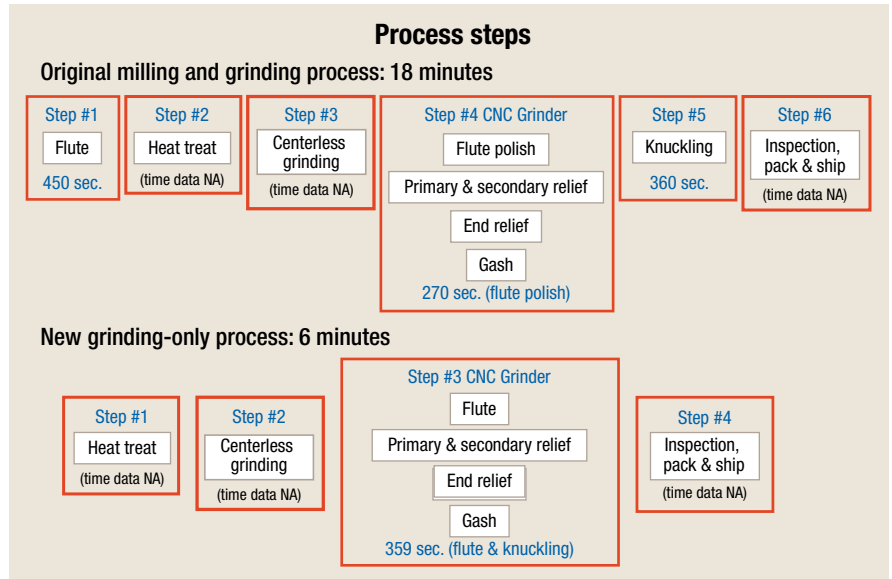 Process steps
Original milling and grinding process: 18 minutes
Step #1
Flute
450 sec.
Step #2
Heat treat
(time data NA)
Step #3
Centerless
grinding
(time data NA)
Step #4 CNC Grinder
Flute polish
Primary & secondary relief
End relief
Gash
270 sec. (flute polish)
Step #5
Knuckling
360 sec.
Step #6
Inspection,
pack & ship
(time data NA)
New grinding-only process: 6 minutes
Step #1
Heat treat
(time data NA)
Step #2
Centerless
grinding
(time data NA)
Step #3 CNC Grinder
Flute
Primary & secondary relief
End relief
Gash
359 sec. (flute & knuckling)
Step #4
Inspection,
pack & ship
(time data NA)